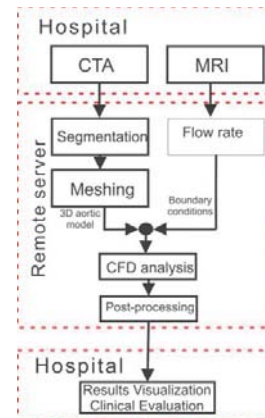 Hospital
CTA
MRI
Remote server
Segmentation
Flow rate
Meshing
3D aortic
model
Boundary
conditions
CFD analysis
Post-processing
Hospital
Results Visualization
Clinical Evaluation